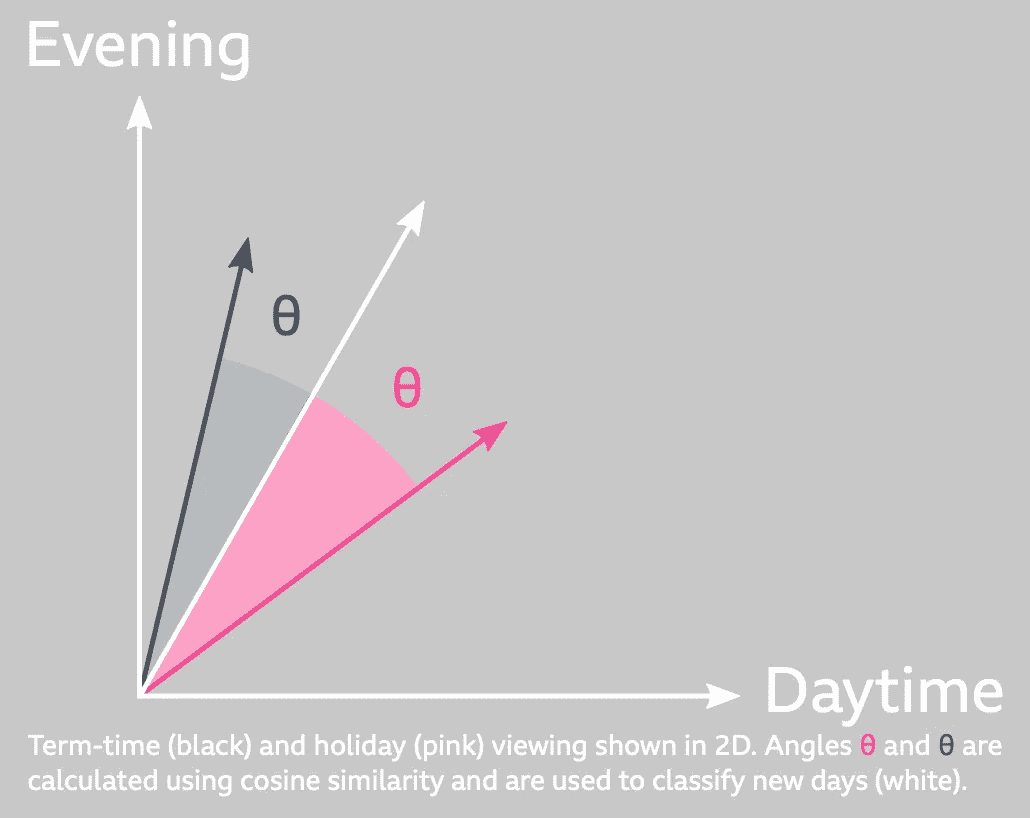 Evening
θ
θ
Daytime
Term-time (black) and holiday (pink) viewing shown in 2D. Angles θ and θ are
calculated using cosine similarity and are used to classify new days (white).